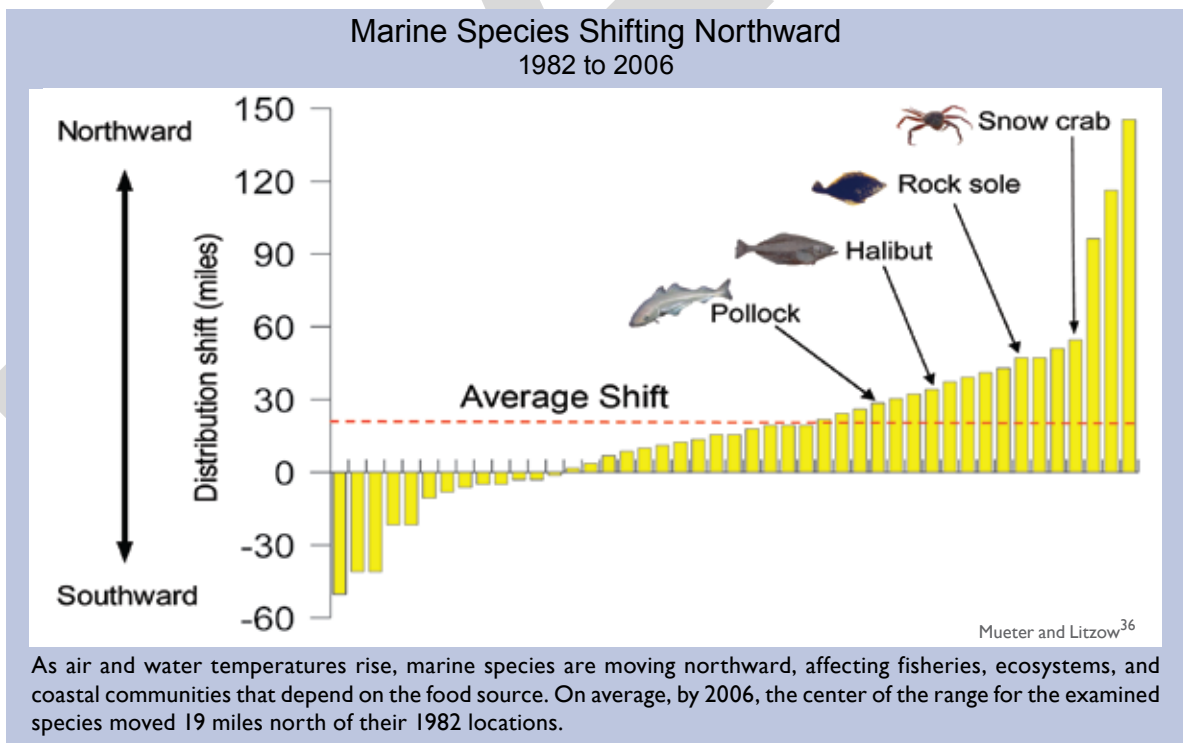 Marine Species Shifting Northward
1982 to 2006
Northward
Southward
Distribution shift (miles)
150
120
90
60
30
0
-30
-60
Average Shift
Pollock
Halibut
Rock sole
Snow crab
Mueter and Litzow36
As air and water temperatures rise, marine species are moving northward, affecting fisheries, ecosystems, and
coastal communities that depend on the food source. On average, by 2006, the center of the range for the examined
species moved 19 miles north of their 1982 locations.